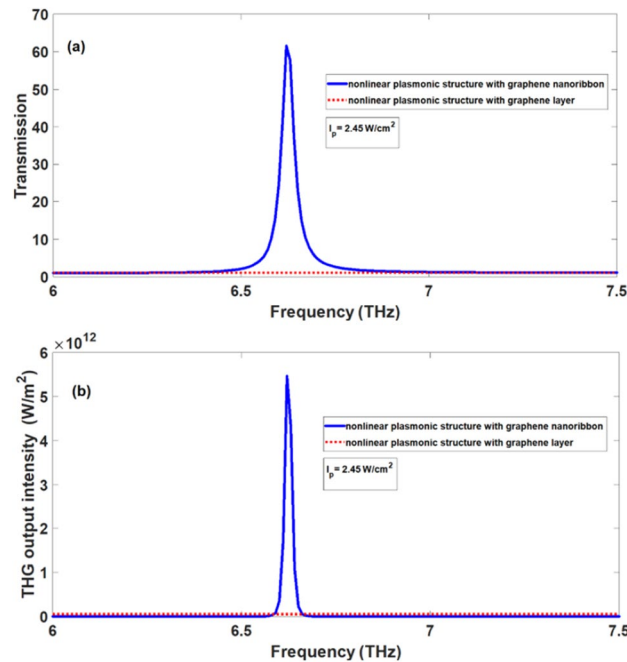 70
(a)
60
nonlinear plasmonic structure with graphene nanoribbon
nonlinear plasmonic structure with graphene layer
50
Ip = 2.45 W/cm²
40
Transmission
30
20
10
0
6 6.5 7 7.5
Frequency (THz)
×10¹²
6
(b)
5
nonlinear plasmonic structure with graphene nanoribbon
nonlinear plasmonic structure with graphene layer
4
Ip = 2.45 W/cm²
THG output intensity (W/m²)
3
2
1
0
6 6.5 7 7.5
Frequency (THz)